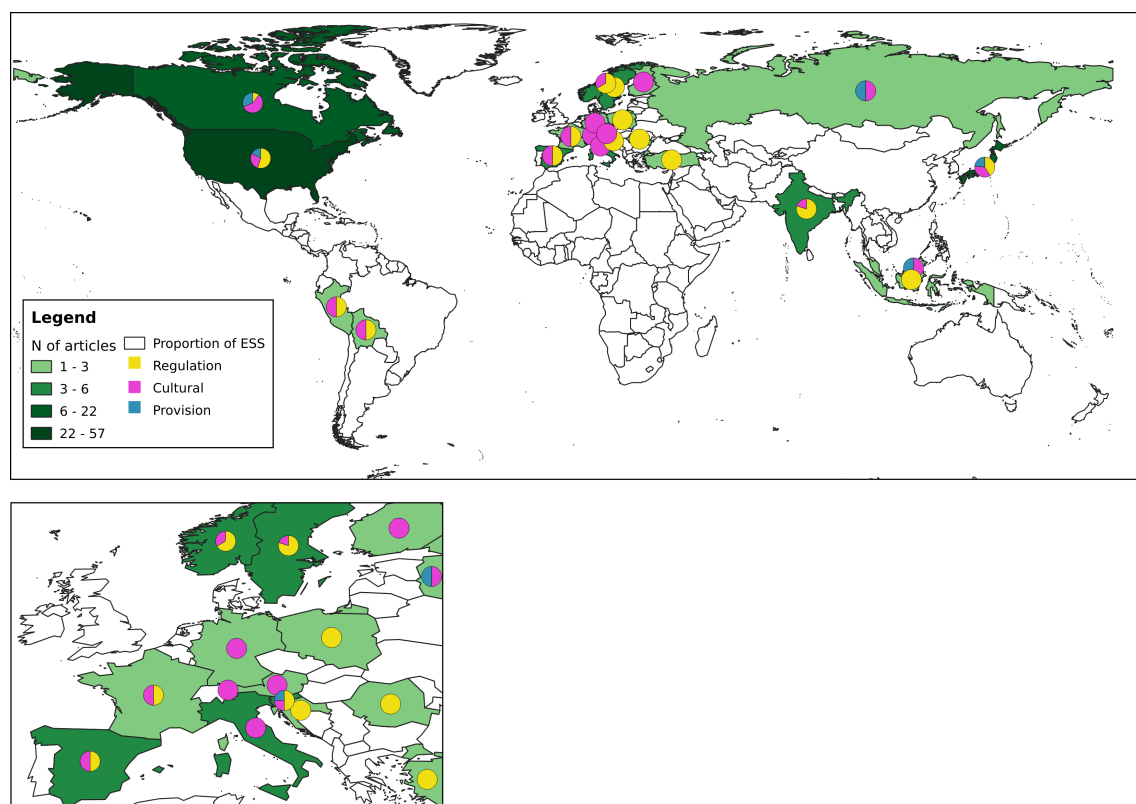 Legend
N of articles
1 - 3
3 - 6
6 - 22
22 - 57
Proportion of ESS
Regulation
Cultural
Provision